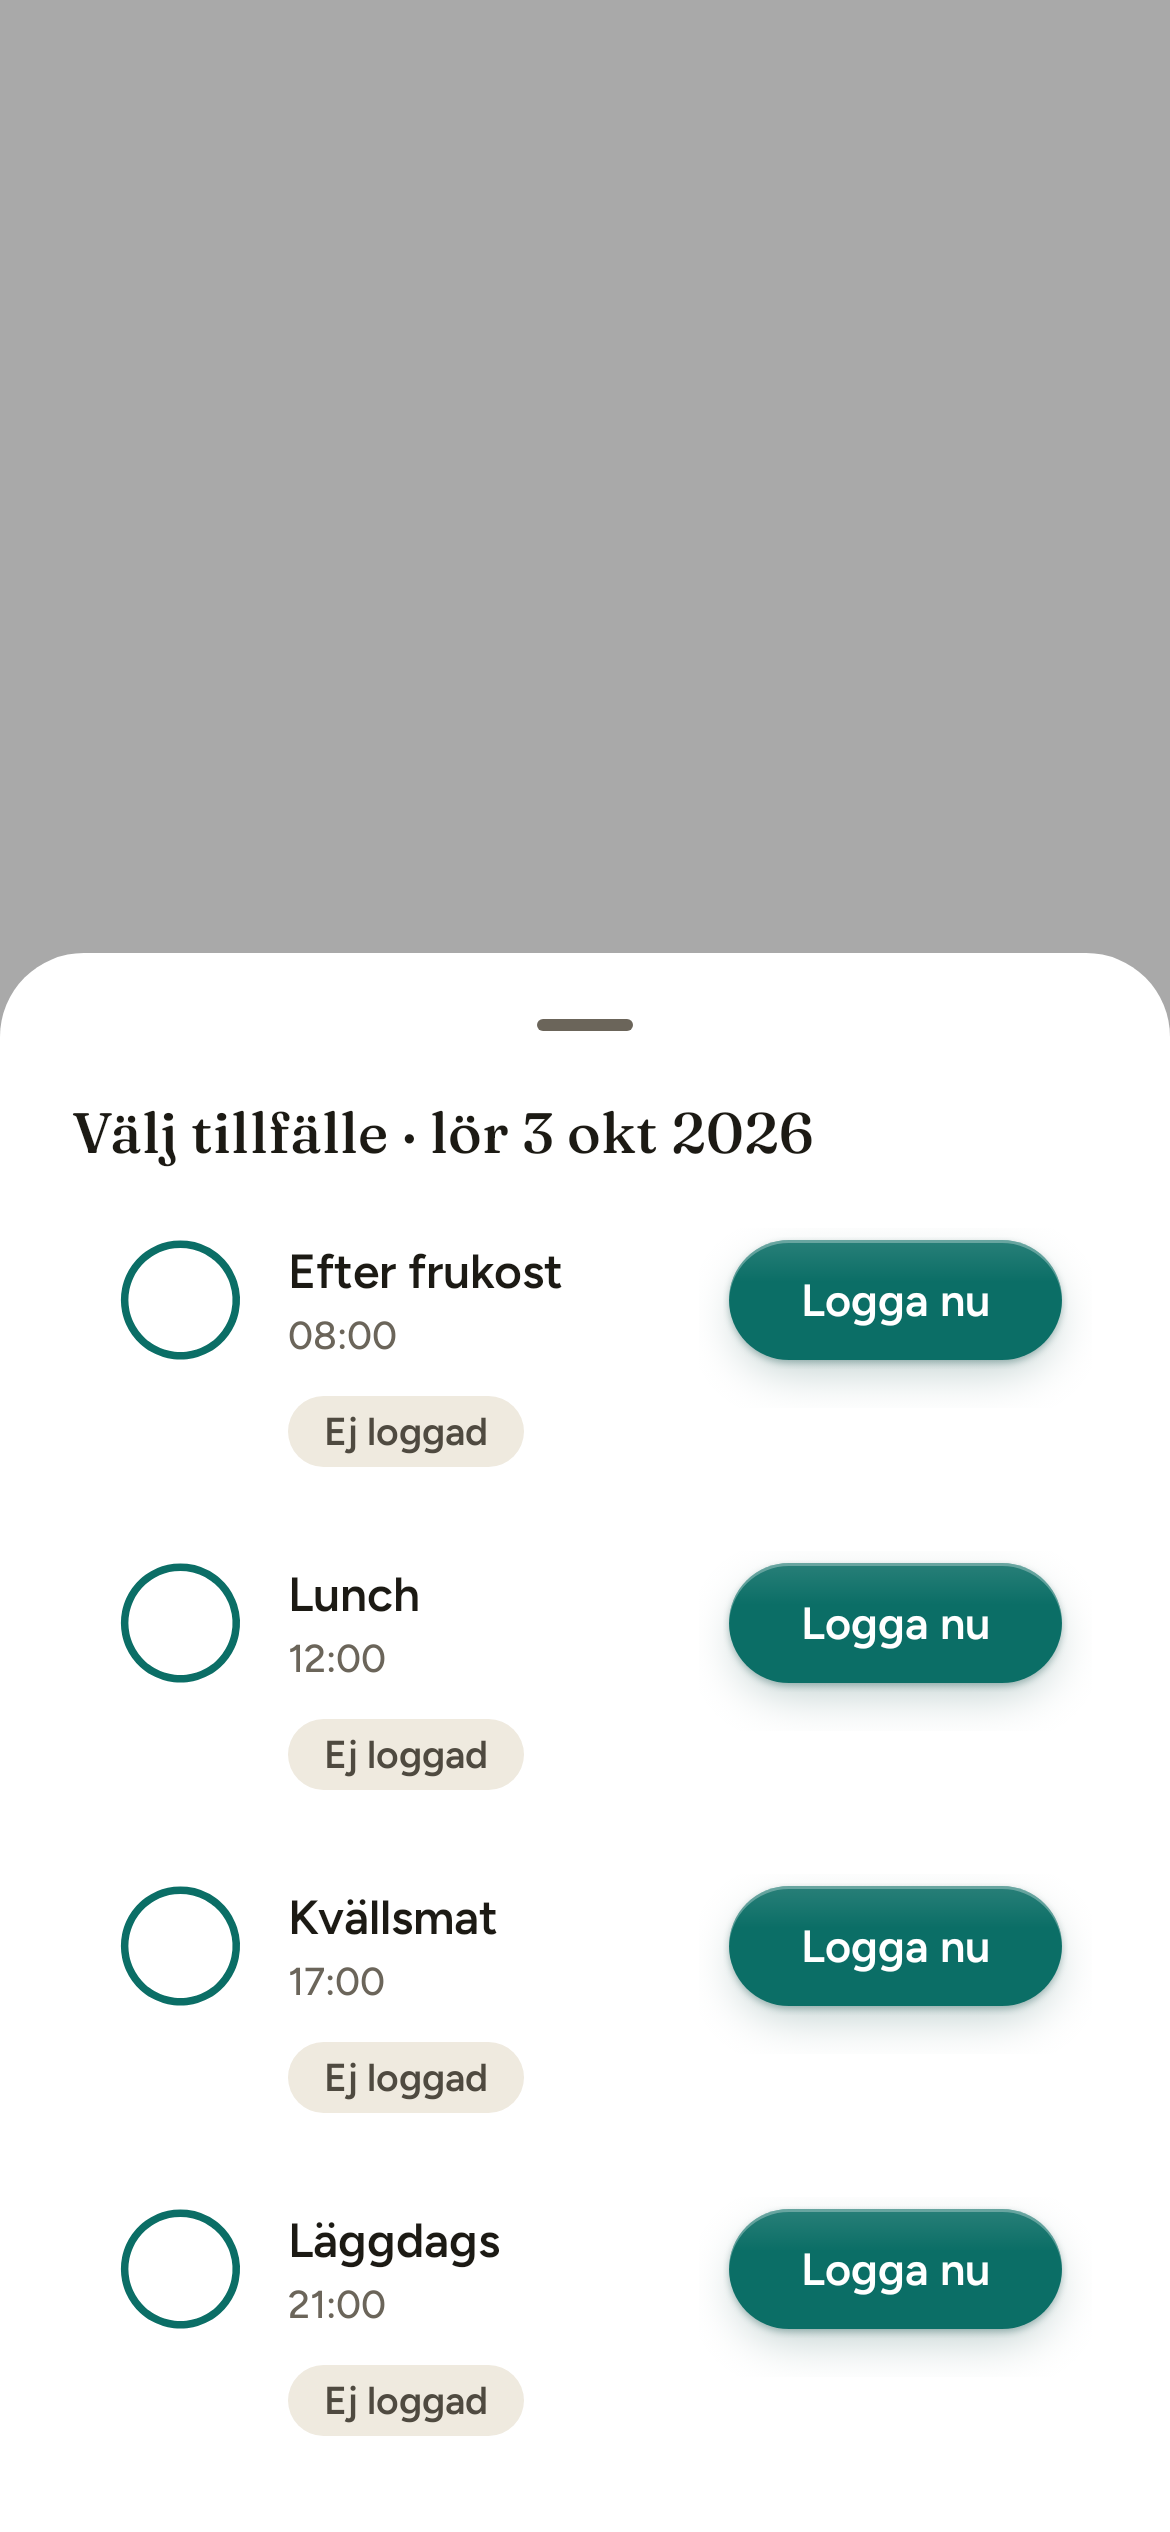 Välj tillfälle · lör 3 okt 2026
Efter frukost
08:00
Ej loggad
Logga nu
Lunch
12:00
Ej loggad
Logga nu
Kvällsmat
17:00
Ej loggad
Logga nu
Läggdags
21:00
Ej loggad
Logga nu